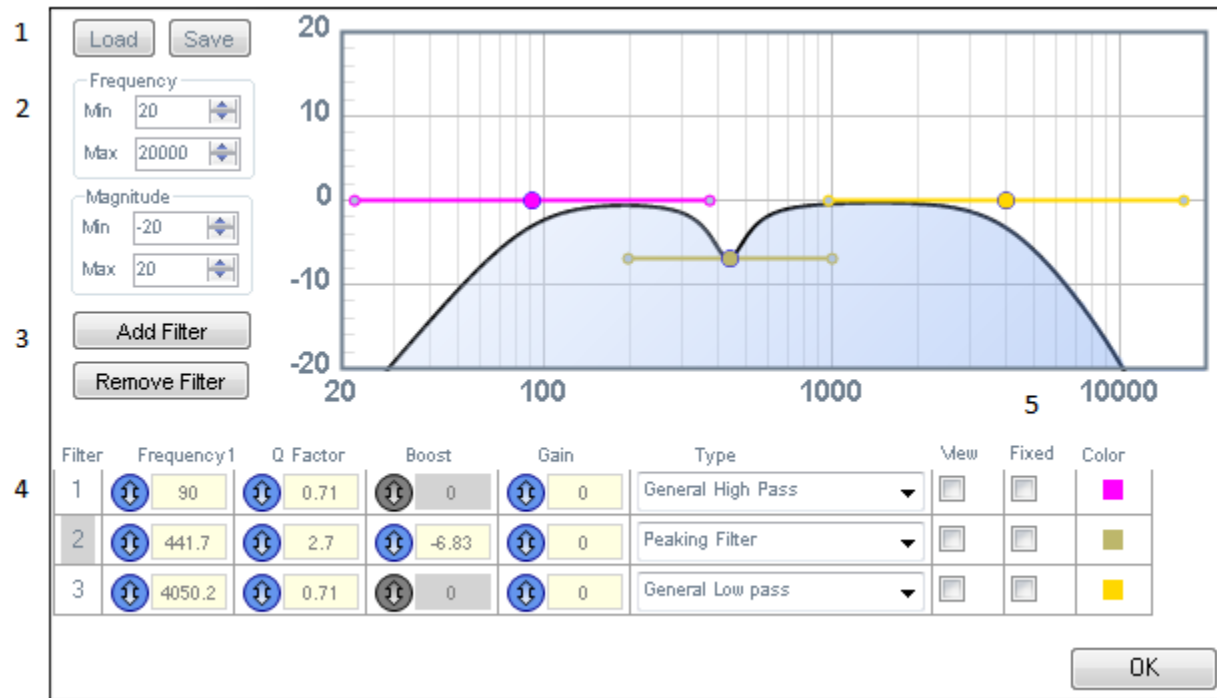 1
Load Save
Frequency
2
Min 20
Max 20000
Magnitude
Min -20
Max 20
3
Add Filter
Remove Filter
20
10
0
-10
-20
20 100 1000 10000
5
Filter Frequency1 Q Factor Boost Gain Type View Fixed Color
4
1 90 0.71 0 0 General High Pass
2 441.7 2.7 -6.83 0 Peaking Filter
3 4050.2 0.71 0 0 General Low pass
OK